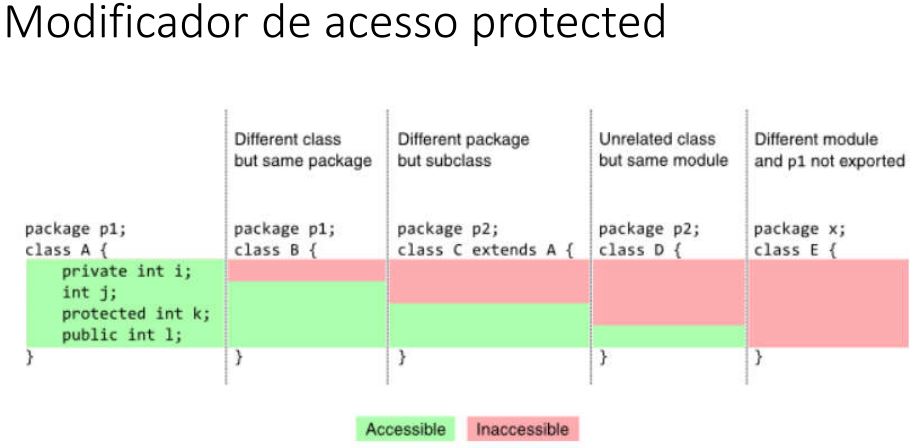 Modificador de acesso protected
Different class
but same package
Different package
but subclass
Unrelated class
but same module
Different module
and p1 not exported
package p1;
class A {
private int i;
int j;
protected int k;
public int l;
}
package p1;
class B {
}
package p2;
class C extends A {
}
package p2;
class D {
}
package x;
class E {
}
Accessible
Inaccessible